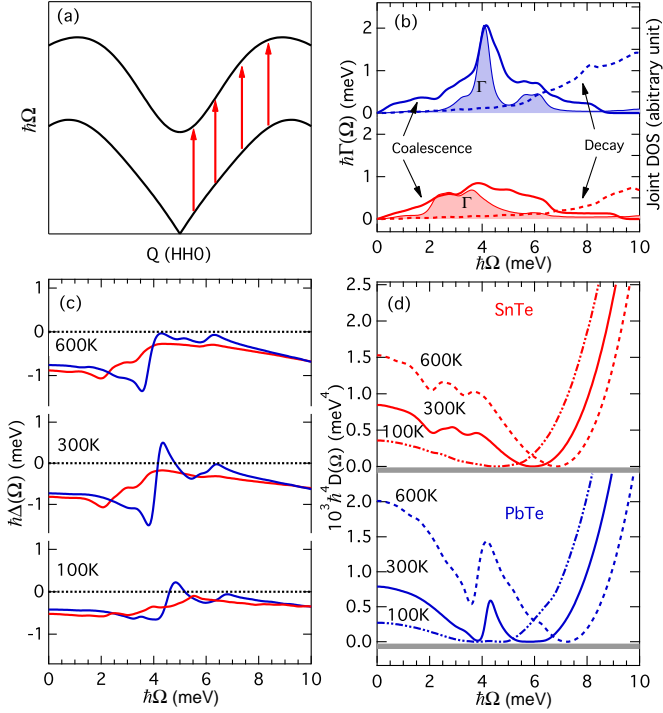 (a)
ħΩ
Q (HH0)
(b)
ħΓ(Ω) (meV)
2
1
0
Γ
Coalescence
Decay
2
1
0
Γ
0
2
4
6
8
10
ħΩ (meV)
Joint DOS (abitrary unit)
(c)
ħΔ(Ω) (meV)
1
0
600K
-1
1
300K
0
-1
1
100K
0
-1
0
2
4
6
8
10
ħΩ (meV)
(d)
10³ħ⁴D(Ω) (meV⁴)
2.5
SnTe
2.0
1.5
600K
1.0
300K
0.5
100K
0.0
600K
2.0
PbTe
1.5
1.0
300K
0.5
100K
0.0
0
2
4
6
8
10
ħΩ (meV)